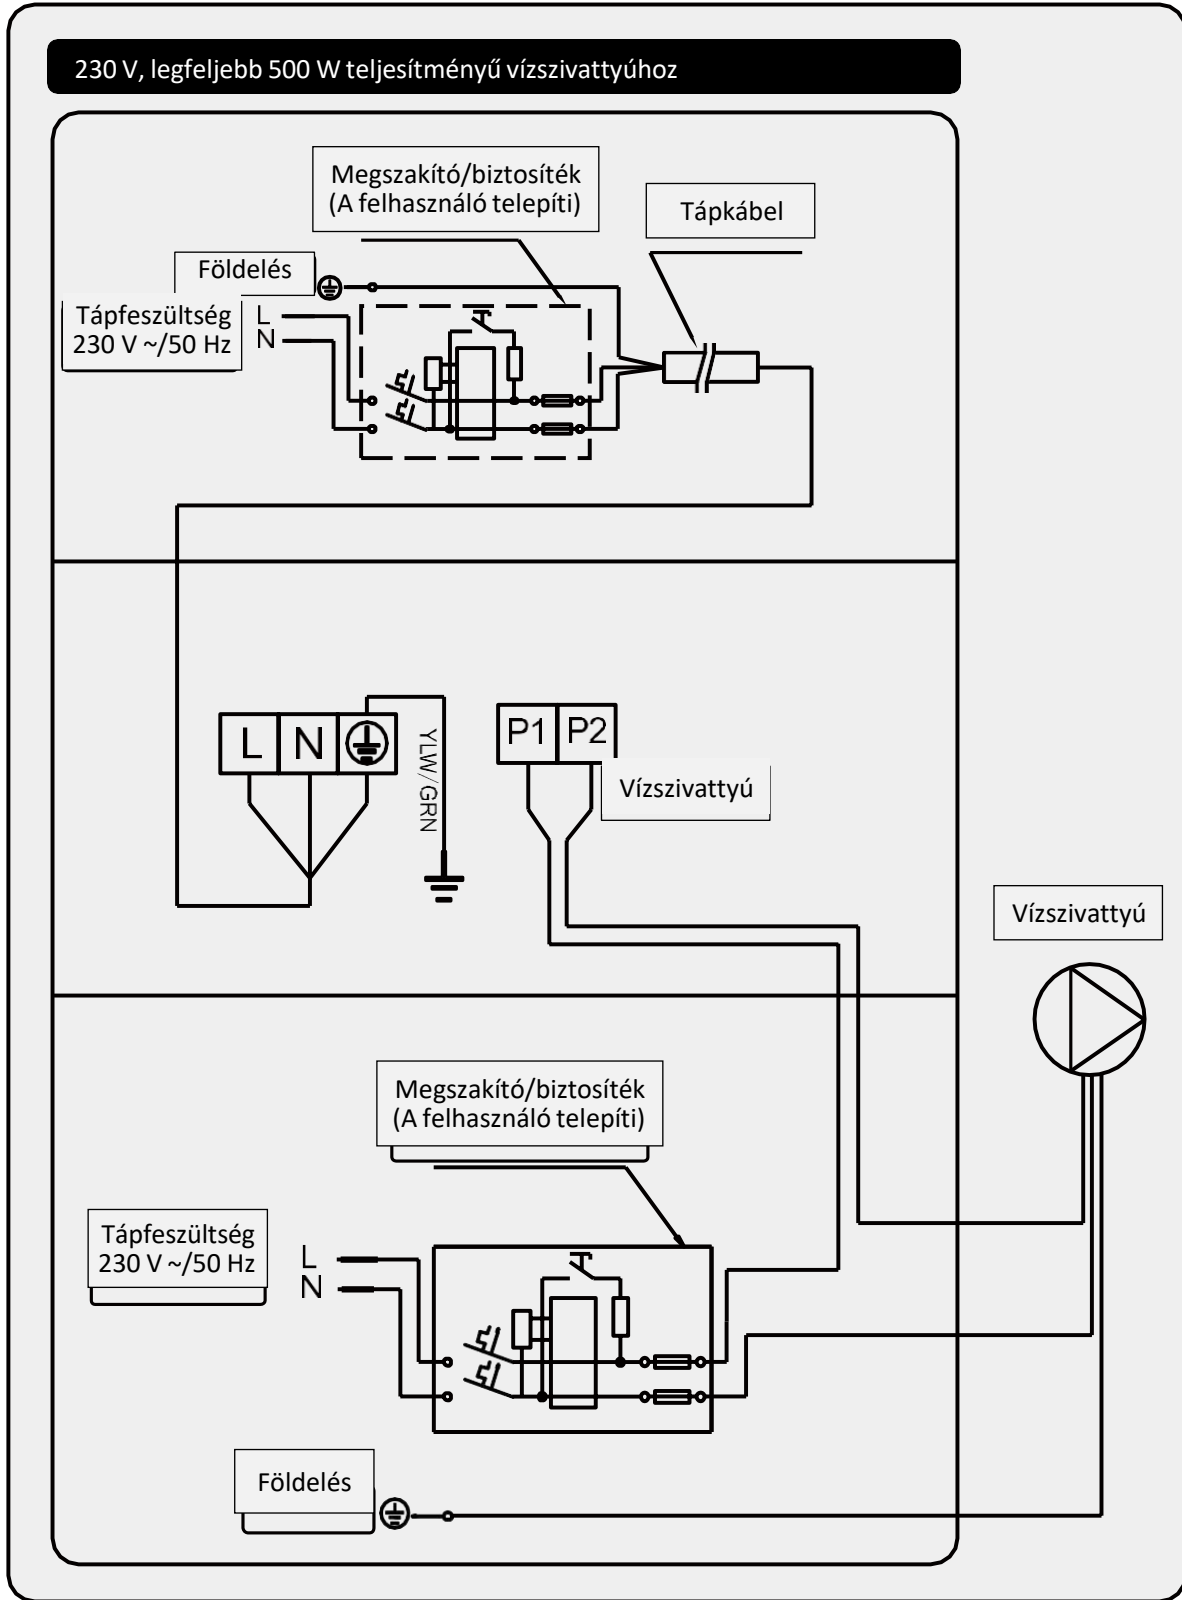 230 V, legfeljebb 500 W teljesítményű vízszivattyúhoz
Megszakító/biztosíték
(A felhasználó telepíti)
Tápkábel
Földelés
Tápfeszültség
230 V ~/50 Hz
L
N
L
N
YLW/GRN
P1
P2
Vízszivattyú
Vízszivattyú
Megszakító/biztosíték
(A felhasználó telepíti)
Tápfeszültség
230 V ~/50 Hz
L
N
Földelés